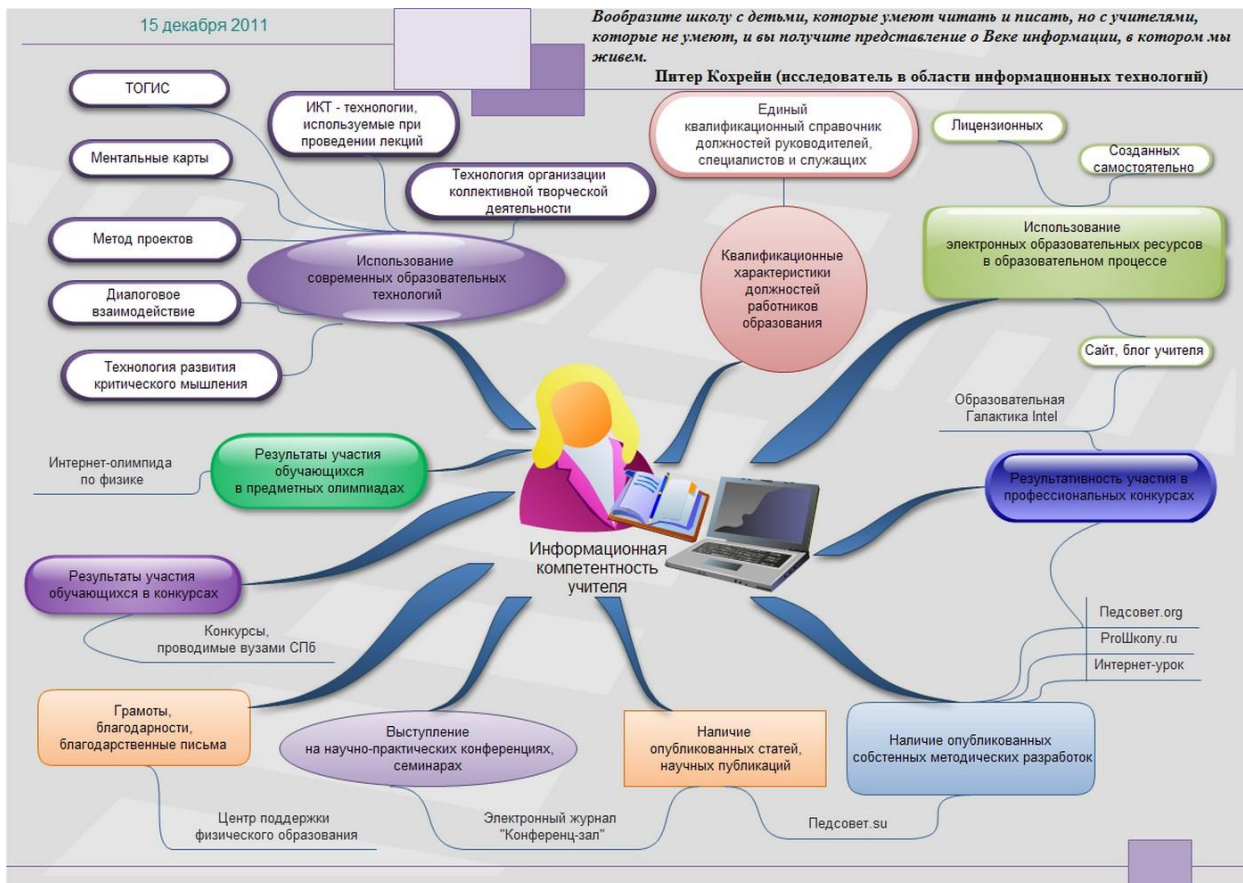 15 декабря 2011
Вообразите школу с детьми, которые умеют читать и писать, но с учителями,
которые не умеют, и вы получите представление о Веке информации, в котором мы
живем.
Питер Кохрейн (исследователь в области информационных технологий)
ТОГИС
ИКТ - технологии,
используемые при
проведении лекций
Ментальные карты
Технология организации
коллективной творческой
деятельности
Метод проектов
Использование
современных образовательных
технологий
Диалоговое
взаимодействие
Технология развития
критического мышления
Единый
квалификационный справочник
должностей руководителей,
специалистов и служащих
Квалификационные
характеристики
должностей
работников
образования
Лицензионных
Созданных
самостоятельно
Использование
электронных образовательных ресурсов
в образовательном процессе
Сайт, блог учителя
Образовательная
Галактика Intel
Результативность участия в
профессиональных конкурсах
Результаты участия
обучающихся
в предметных олимпиадах
Интернет-олимпида
по физике
Информационная
компетентность
учителя
Результаты участия
обучающихся в конкурсах
Конкурсы,
проводимые вузами СПб
Педсовет.org
ProШколу.ru
Интернет-урок
Грамоты,
благодарности,
благодарственные письма
Выступление
на научно-практических конференциях,
семинарах
Наличие
опубликованных статей,
научных публикаций
Наличие опубликованных
собстенных методических разработок
Центр поддержки
физического образования
Электронный журнал
"Конференц-зал"
Педсовет.su